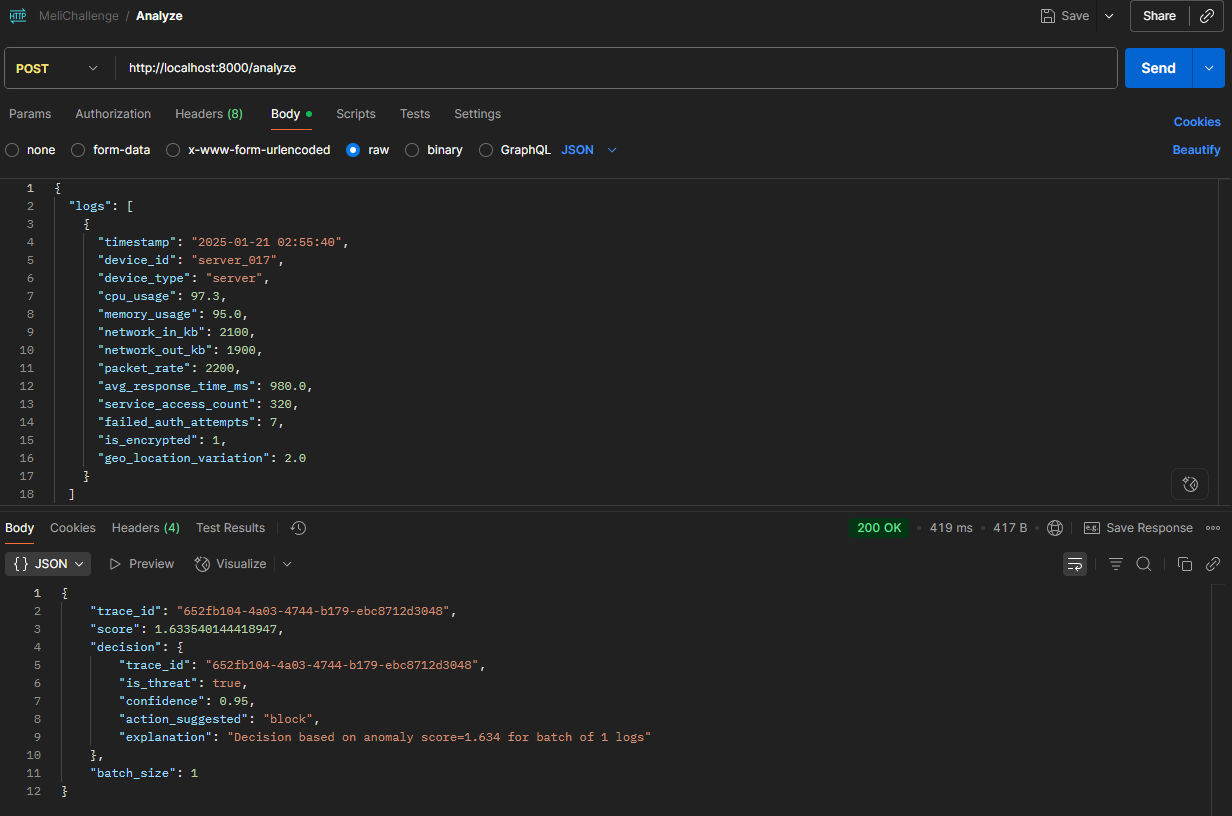 HTTP MeliChallenge / Analyze Save Share
POST http://localhost:8000/analyze Send
Params Authorization Headers (8) Body Scripts Tests Settings Cookies
none form-data x-www-form-urlencoded raw binary GraphQL JSON Beautify
1 {
2 "logs": [
3 {
4 "timestamp": "2025-01-21 02:55:40",
5 "device_id": "server_017",
6 "device_type": "server",
7 "cpu_usage": 97.3,
8 "memory_usage": 95.0,
9 "network_in_kb": 2100,
10 "network_out_kb": 1900,
11 "packet_rate": 2200,
12 "avg_response_time_ms": 980.0,
13 "service_access_count": 320,
14 "failed_auth_attempts": 7,
15 "is_encrypted": 1,
16 "geo_location_variation": 2.0
17 }
18 ]
Body Cookies Headers (4) Test Results 200 OK • 419 ms • 417 B • e.g. Save Response
{} JSON Preview Visualize
1 {
2 "trace_id": "652fb104-4a03-4744-b179-ebc8712d3048",
3 "score": 1.633540144418947,
4 "decision": {
5 "trace_id": "652fb104-4a03-4744-b179-ebc8712d3048",
6 "is_threat": true,
7 "confidence": 0.95,
8 "action_suggested": "block",
9 "explanation": "Decision based on anomaly score=1.634 for batch of 1 logs"
10 },
11 "batch_size": 1
12 }